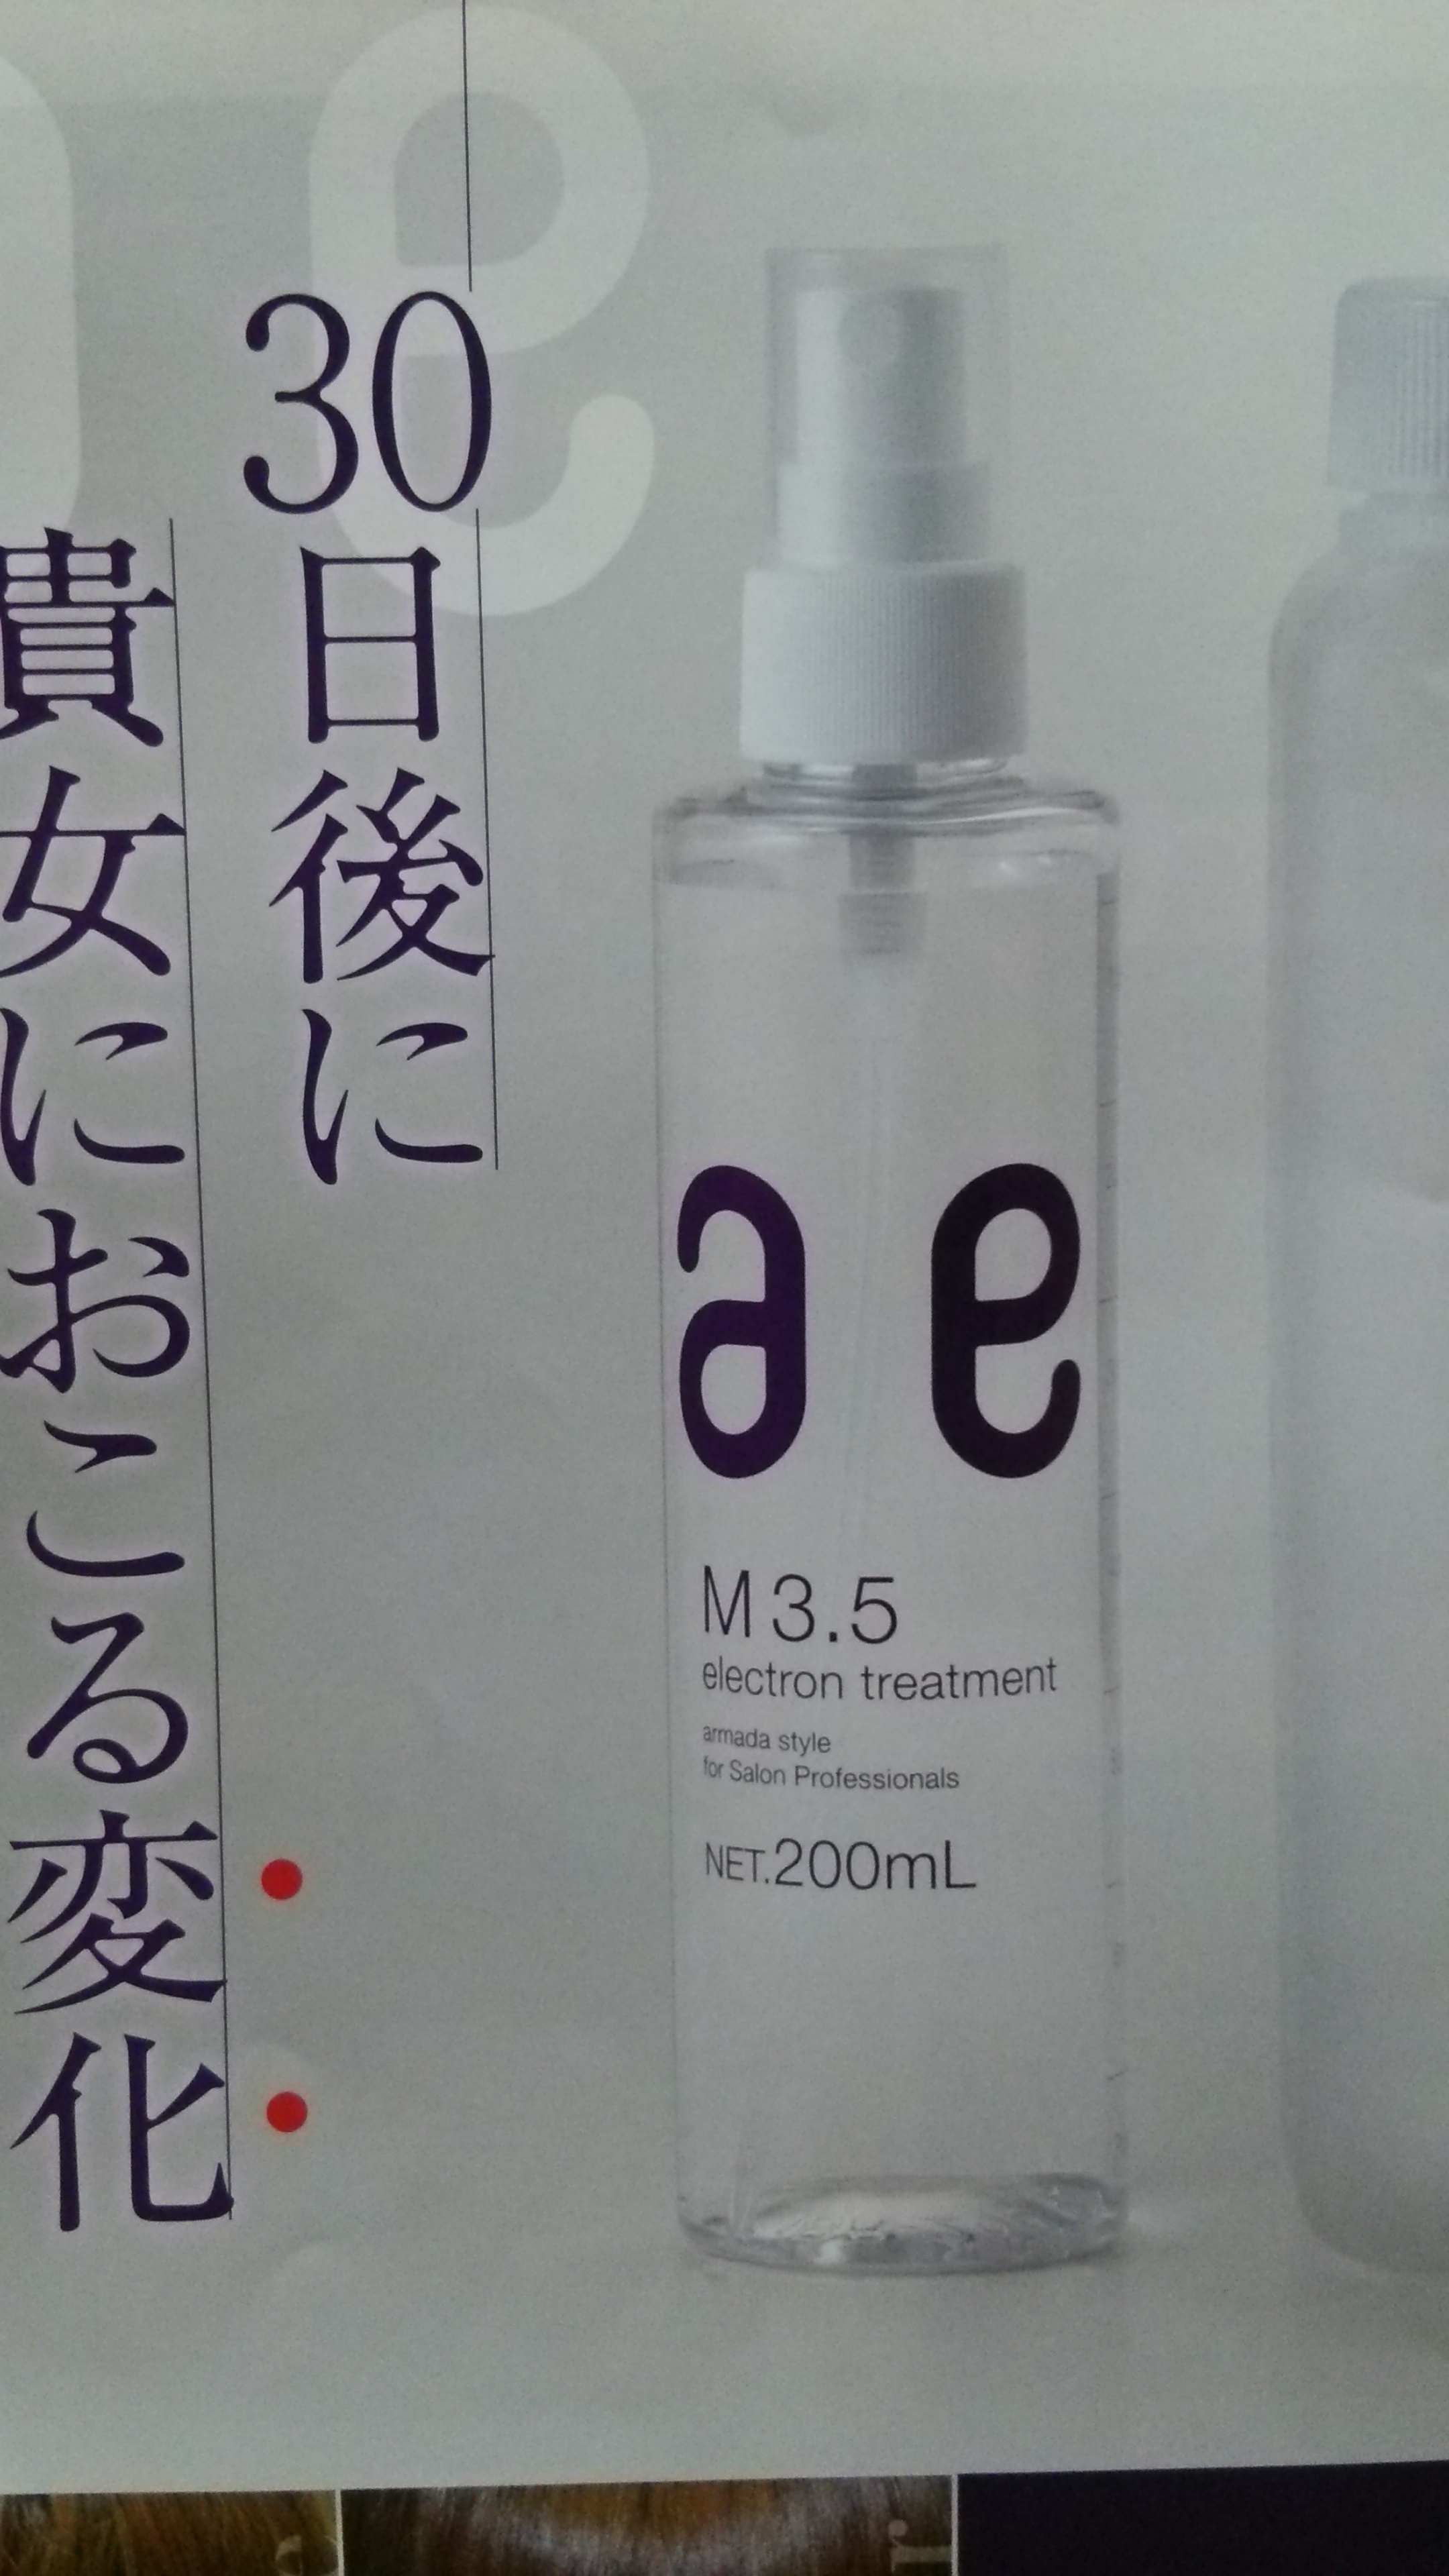 30日後に
貴女におこる変化
ae
M3.5
electron treatment
armada style
for Salon Professionals
NET.200mL